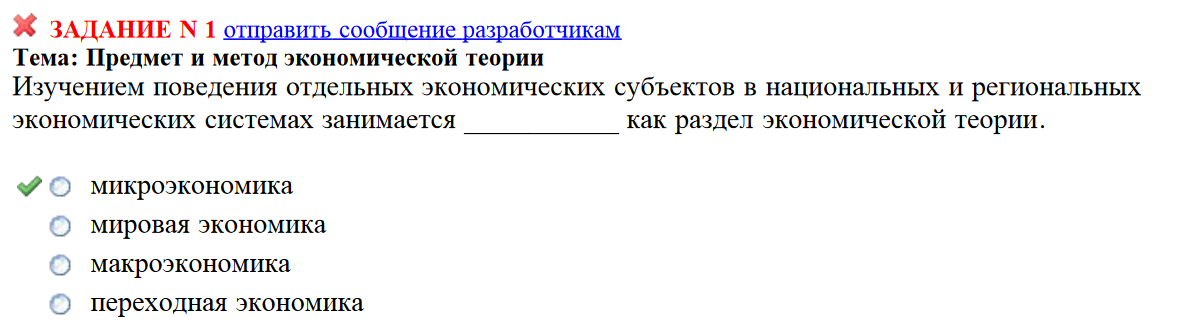 ЗАДАНИЕ N 1 отправить сообщение разработчикам
Тема: Предмет и метод экономической теории
Изучением поведения отдельных экономических субъектов в национальных и региональных
экономических системах занимается ___________ как раздел экономической теории.
микроэкономика
мировая экономика
макроэкономика
переходная экономика